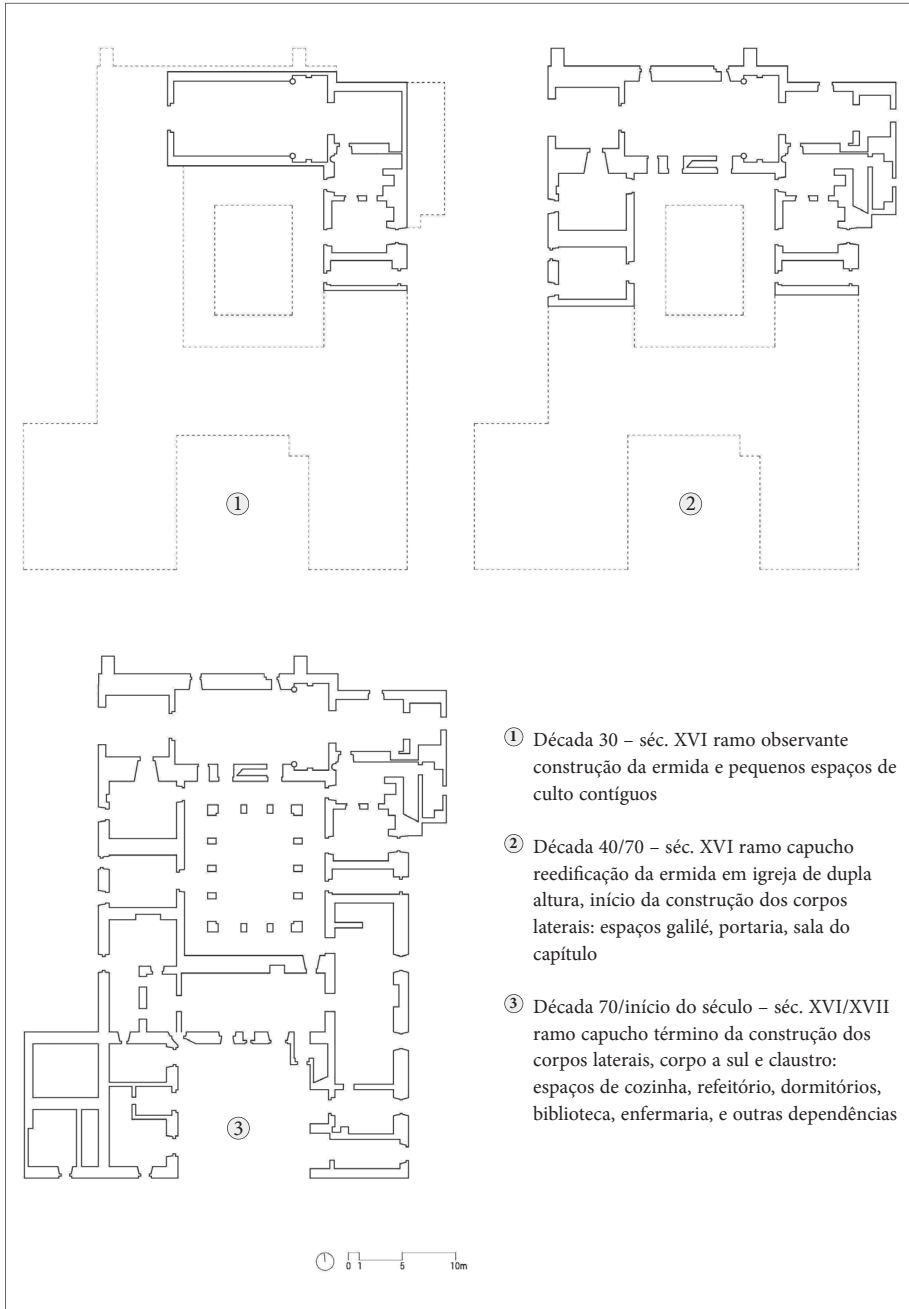 1
2
① Década 30 – séc. XVI ramo observante
construção da ermida e pequenos espaços de
culto contíguos
② Década 40/70 – séc. XVI ramo capucho
reedificação da ermida em igreja de dupla
altura, início da construção dos corpos
laterais: espaços galilé, portaria, sala do
capítulo
③ Década 70/início do século – séc. XVI/XVII
ramo capucho término da construção dos
corpos laterais, corpo a sul e claustro:
espaços de cozinha, refeitório, dormitórios,
biblioteca, enfermaria, e outras dependências
3
0 1 5 10m